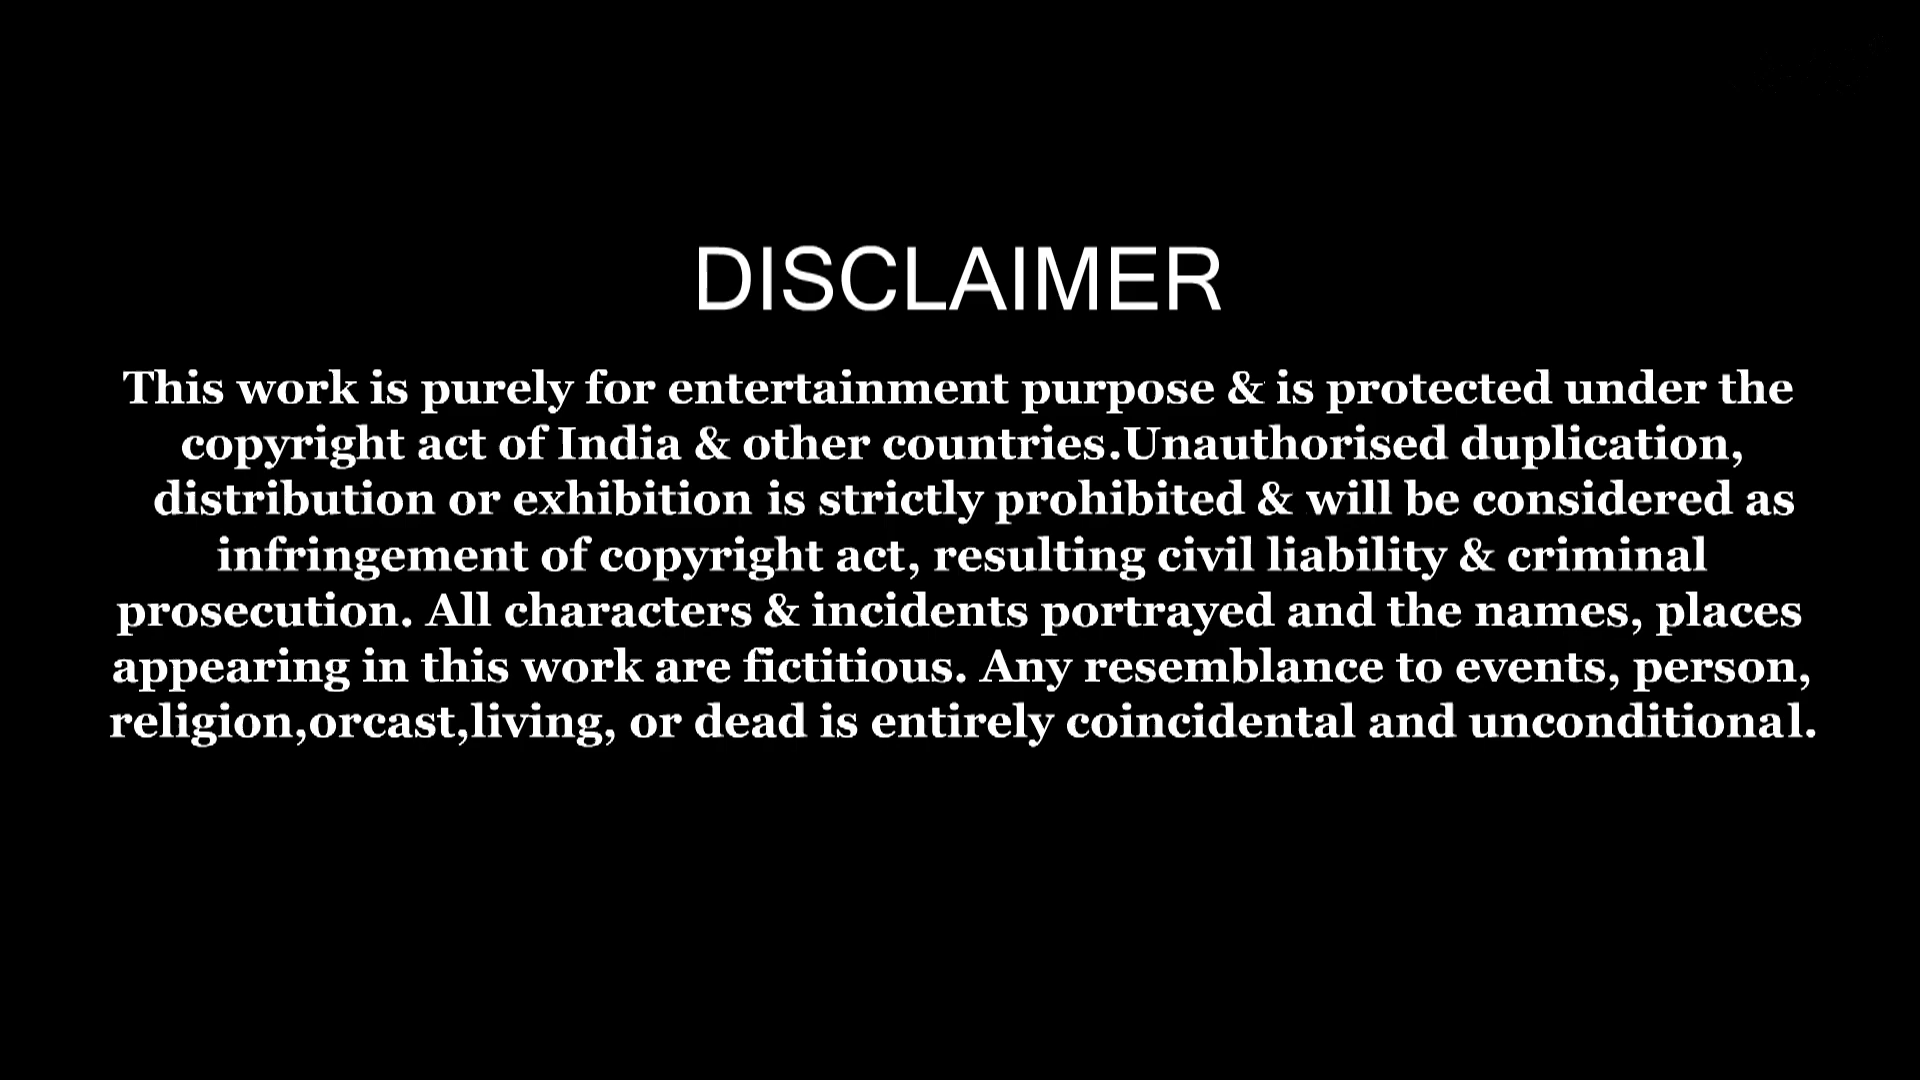 DISCLAIMER
This work is purely for entertainment purpose & is protected under the
copyright act of India & other countries.Unauthorised duplication,
distribution or exhibition is strictly prohibited & will be considered as
infringement of copyright act, resulting civil liability & criminal
prosecution. All characters & incidents portrayed and the names, places
appearing in this work are fictitious. Any resemblance to events, person,
religion,orcast,living, or dead is entirely coincidental and unconditional.